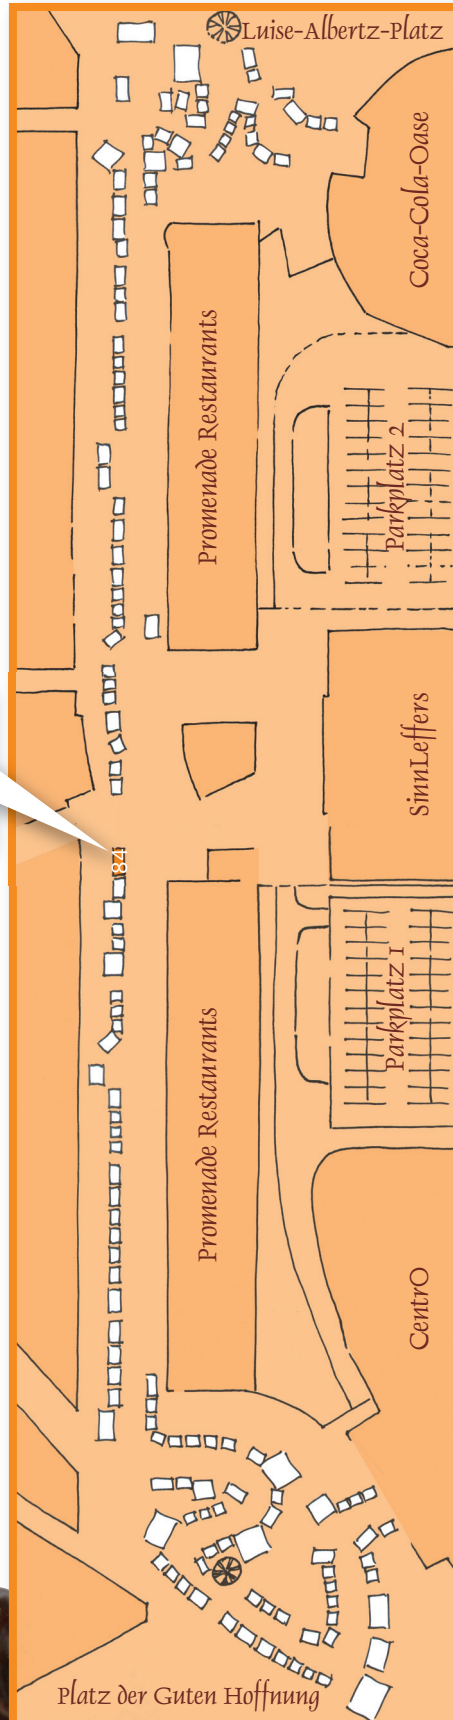 Luise-Albertz-Platz
Coca-Cola-Oase
Promenade Restaurants
Parkplatz 2
SinnLeffers
84
Parkplatz 1
Promenade Restaurants
CentrO
Platz der Guten Hoffnung